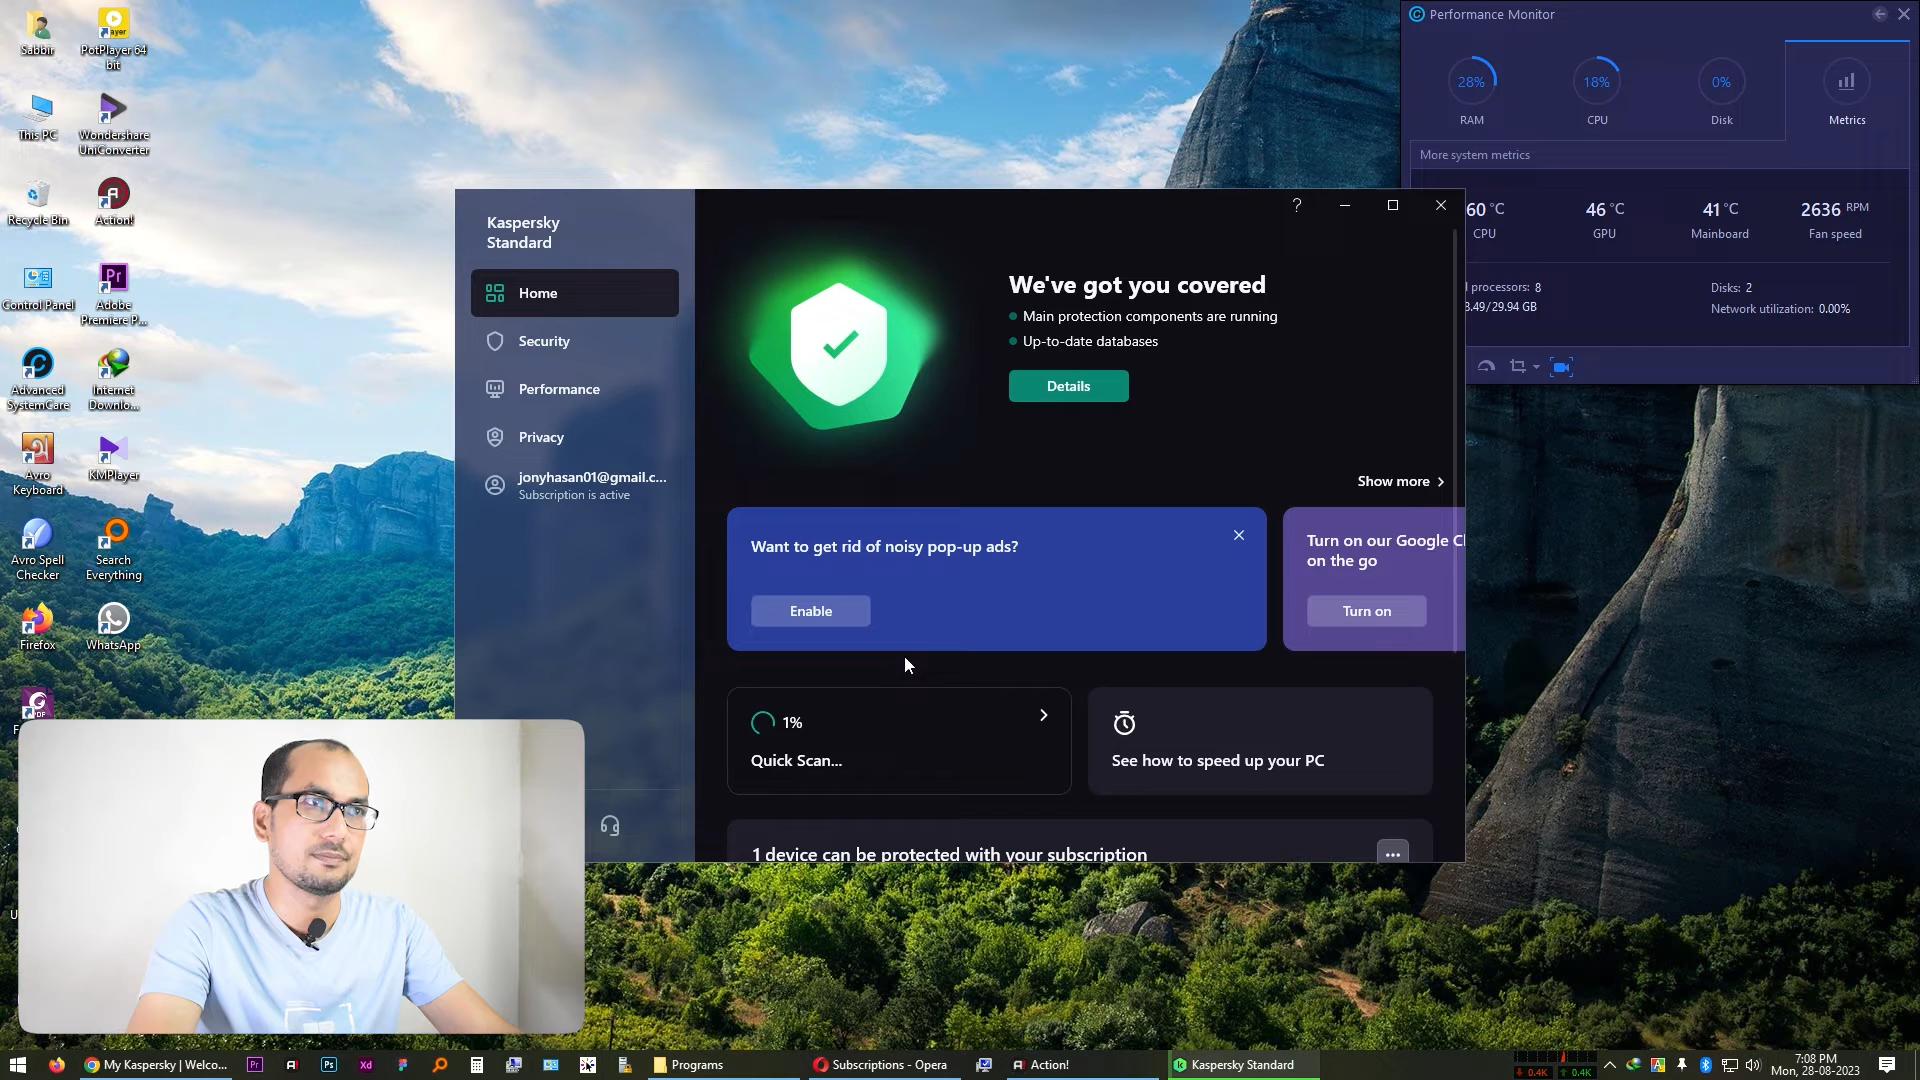 Sabbir
PotPlayer 64
bit
This PC
Wondershare
UniConverter
Recycle Bin
Action!
Control Panel
Adobe
Premiere P...
Advanced
SystemCare
Internet
Downlo...
Avro
Keyboard
KMPlayer
Avro Spell
Checker
Search
Everything
Firefox
WhatsApp
Performance Monitor
28%
18%
0%
RAM
CPU
Disk
Metrics
More system metrics
60 °C
46 °C
41 °C
2636 RPM
CPU
GPU
Mainboard
Fan speed
processors: 8
Disks: 2
3.49/29.94 GB
Network utilization: 0.00%
Kaspersky
Standard
Home
Security
Performance
Privacy
jonyhasan01@gmail.c...
Subscription is active
?
We've got you covered
Main protection components are running
Up-to-date databases
Details
Show more
Want to get rid of noisy pop-up ads?
Enable
Turn on our Google C
on the go
Turn on
1%
Quick Scan...
See how to speed up your PC
1 device can be protected with your subscription
My Kaspersky | Welco...
Pr
Ps
Xd
Programs
Subscriptions - Opera
Action!
Kaspersky Standard
0.4K
0.4K
7:08 PM
Mon, 28-08-2023